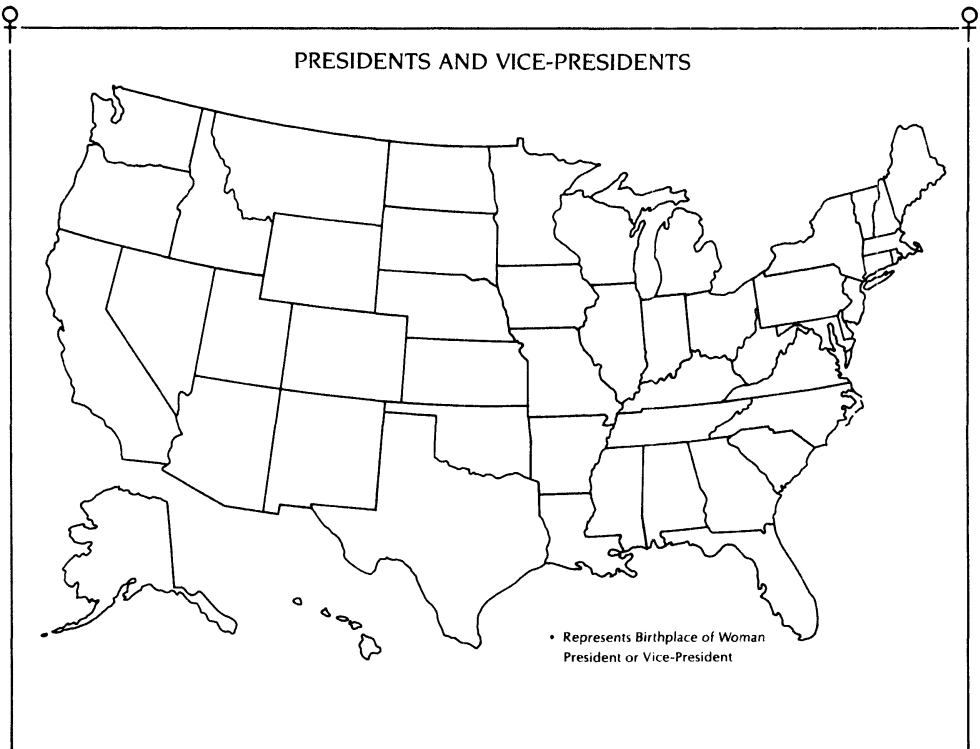 PRESIDENTS AND VICE-PRESIDENTS
• Represents Birthplace of Woman
President or Vice-President